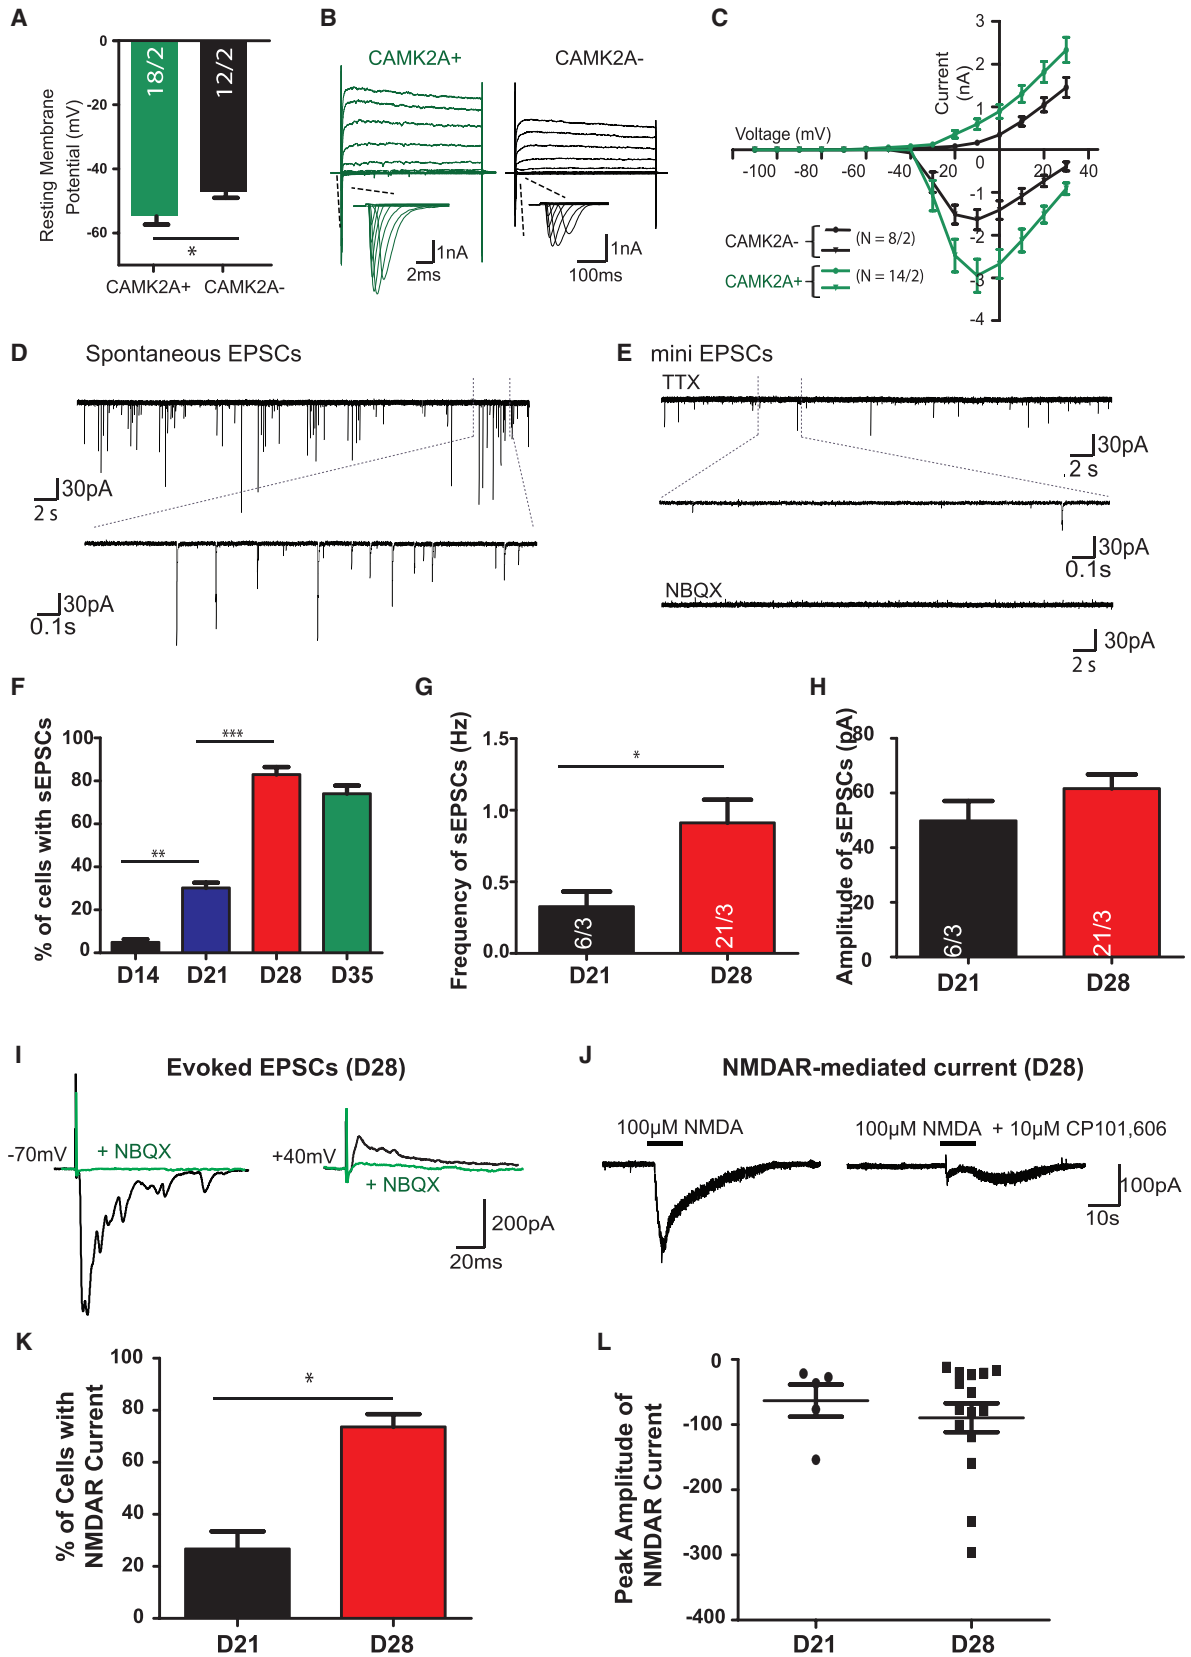 A
0
-20
-40
-60
Resting Membrane
Potential (mV)
18/2
12/2
*
CAMK2A+
CAMK2A-
B
CAMK2A+
CAMK2A-
1nA
2ms
1nA
100ms
C
3
2
1
0
-1
-2
-3
-4
Current
(nA)
Voltage (mV)
-100
-80
-60
-40
-20
20
40
CAMK2A-
(N = 8/2)
CAMK2A+
(N = 14/2)
D
Spontaneous EPSCs
30pA
2 s
30pA
0.1s
E
mini EPSCs
TTX
30pA
2 s
30pA
0.1s
NBQX
30pA
2 s
F
% of cells with sEPSCs
100
80
60
40
20
0
**
***
D14
D21
D28
D35
G
Frequency of sEPSCs (Hz)
1.5
1.0
0.5
0.0
*
6/3
21/3
D21
D28
H
Amplitude of sEPSCs (pA)
80
60
40
20
0
6/3
21/3
D21
D28
I
Evoked EPSCs (D28)
-70mV
+ NBQX
+40mV
+ NBQX
200pA
20ms
J
NMDAR-mediated current (D28)
100µM NMDA
100µM NMDA + 10µM CP101,606
100pA
10s
K
% of Cells with
NMDAR Current
100
80
60
40
20
0
*
D21
D28
L
Peak Amplitude of
NMDAR Current
0
-100
-200
-300
-400
D21
D28